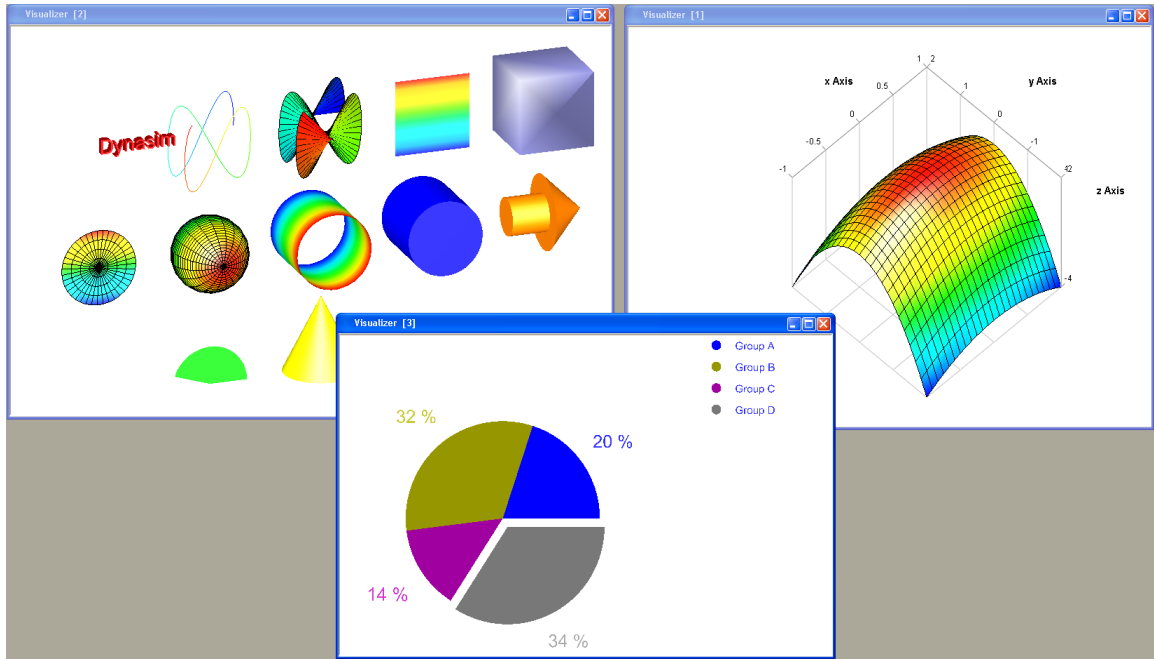 Visualizer [2]
Dynasim
Visualizer [1]
1 2
x Axis
y Axis
0.5
1
0
0
-0.5
-1
-1
42
z Axis
-4
Visualizer [3]
Group A
Group B
Group C
Group D
32 %
20 %
14 %
34 %